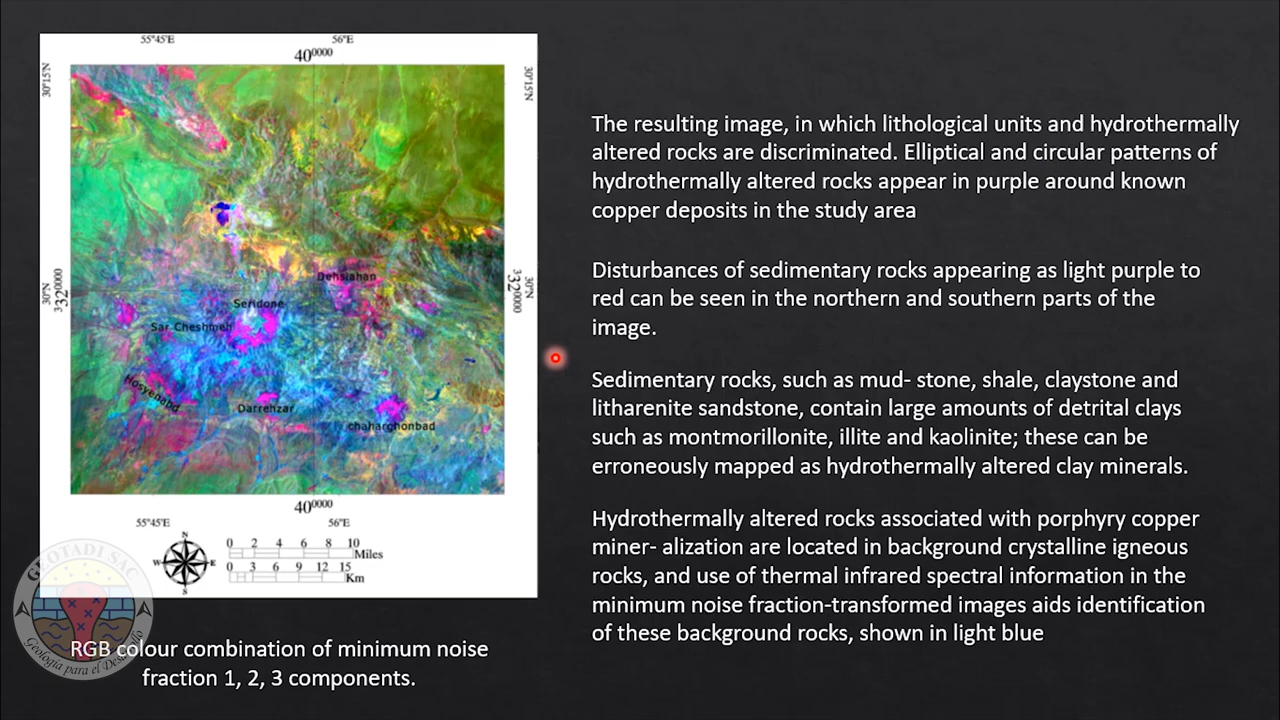 55°45'E 56°E
40⁰⁰⁰⁰
30°15'N 30°15'N
30°N 32⁰⁰⁰⁰ 32⁰⁰⁰⁰ 30°N
Dehsiahan
Seridone
Sar Cheshmeh
Hosyenabd
Darrehzar
chaharghonbad
40⁰⁰⁰⁰
55°45'E 56°E
N
W E
S
0 2 4 6 8 10
Miles
0 3 6 9 12 15
Km
GEOTADI SAC
Geología para el Desarrollo
RGB colour combination of minimum noise
fraction 1, 2, 3 components.
The resulting image, in which lithological units and hydrothermally
altered rocks are discriminated. Elliptical and circular patterns of
hydrothermally altered rocks appear in purple around known
copper deposits in the study area
Disturbances of sedimentary rocks appearing as light purple to
red can be seen in the northern and southern parts of the
image.
Sedimentary rocks, such as mud- stone, shale, claystone and
litharenite sandstone, contain large amounts of detrital clays
such as montmorillonite, illite and kaolinite; these can be
erroneously mapped as hydrothermally altered clay minerals.
Hydrothermally altered rocks associated with porphyry copper
miner- alization are located in background crystalline igneous
rocks, and use of thermal infrared spectral information in the
minimum noise fraction-transformed images aids identification
of these background rocks, shown in light blue